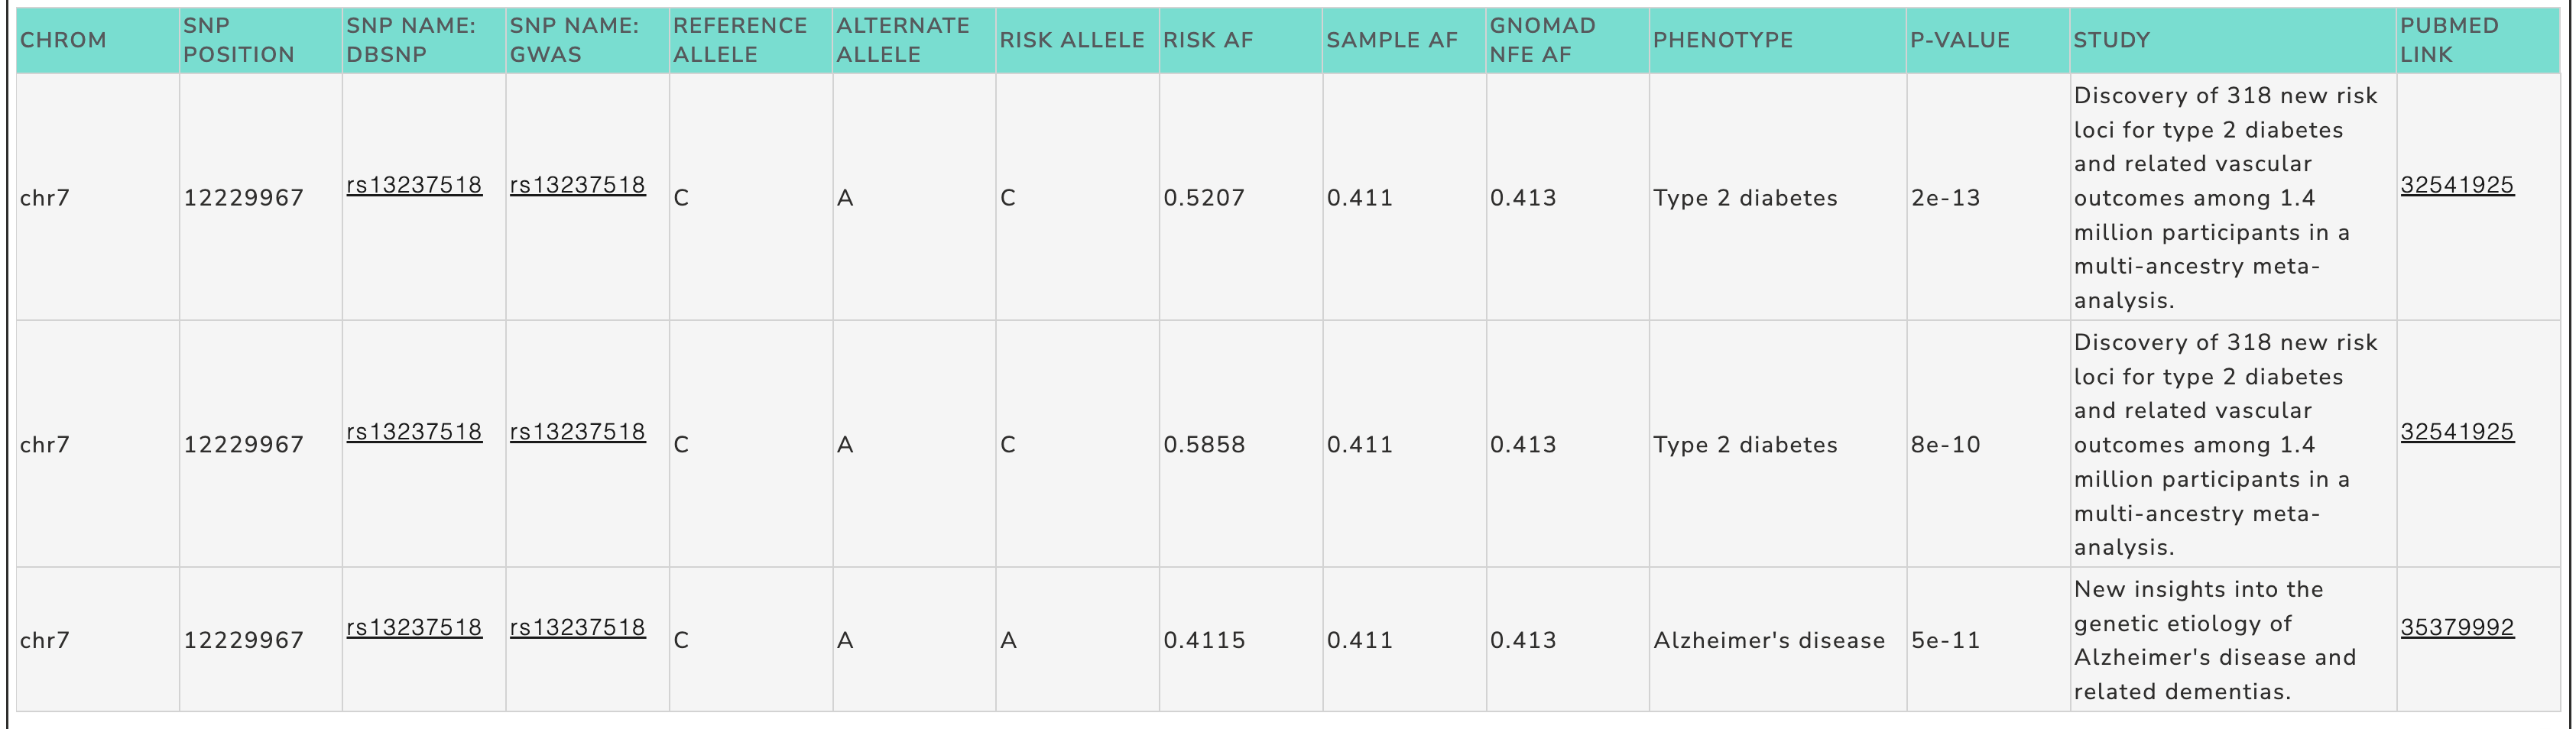 CHROM
SNP POSITION
SNP NAME: DBSNP
SNP NAME: GWAS
REFERENCE ALLELE
ALTERNATE ALLELE
RISK ALLELE
RISK AF
SAMPLE AF
GNOMAD NFE AF
PHENOTYPE
P-VALUE
STUDY
PUBMED LINK
chr7
12229967
rs13237518
rs13237518
C
A
C
0.5207
0.411
0.413
Type 2 diabetes
2e-13
Discovery of 318 new risk
loci for type 2 diabetes
and related vascular
outcomes among 1.4
million participants in a
multi-ancestry meta-
analysis.
32541925
chr7
12229967
rs13237518
rs13237518
C
A
C
0.5858
0.411
0.413
Type 2 diabetes
8e-10
Discovery of 318 new risk
loci for type 2 diabetes
and related vascular
outcomes among 1.4
million participants in a
multi-ancestry meta-
analysis.
32541925
chr7
12229967
rs13237518
rs13237518
C
A
A
0.4115
0.411
0.413
Alzheimer's disease
5e-11
New insights into the
genetic etiology of
Alzheimer's disease and
related dementias.
35379992